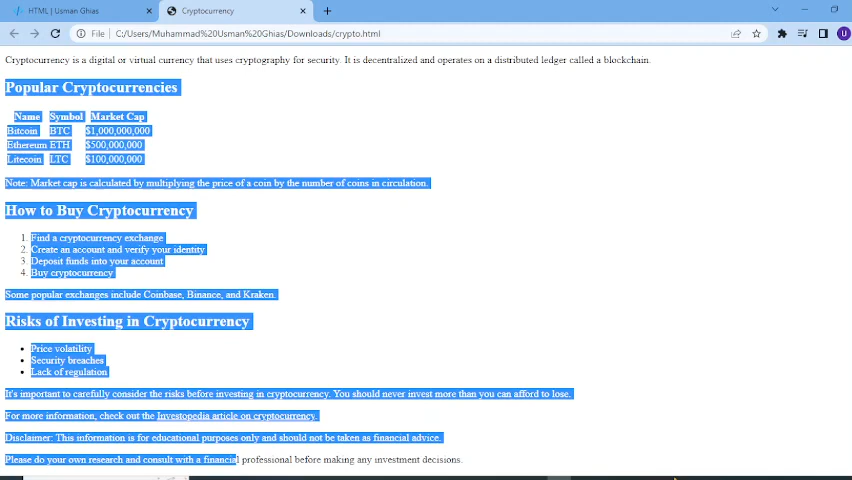 HTML | Usman Ghias
Cryptocurrency
File C:/Users/Muhammad%20Usman%20Ghias/Downloads/crypto.html
U
Cryptocurrency is a digital or virtual currency that uses cryptography for security. It is decentralized and operates on a distributed ledger called a blockchain.
Popular Cryptocurrencies
Name Symbol Market Cap
Bitcoin BTC $1,000,000,000
Ethereum ETH $500,000,000
Litecoin LTC $100,000,000
Note: Market cap is calculated by multiplying the price of a coin by the number of coins in circulation.
How to Buy Cryptocurrency
1. Find a cryptocurrency exchange
2. Create an account and verify your identity
3. Deposit funds into your account
4. Buy cryptocurrency
Some popular exchanges include Coinbase, Binance, and Kraken.
Risks of Investing in Cryptocurrency
• Price volatility
• Security breaches
• Lack of regulation
It's important to carefully consider the risks before investing in cryptocurrency. You should never invest more than you can afford to lose.
For more information, check out the Investopedia article on cryptocurrency.
Disclaimer: This information is for educational purposes only and should not be taken as financial advice.
Please do your own research and consult with a financial professional before making any investment decisions.